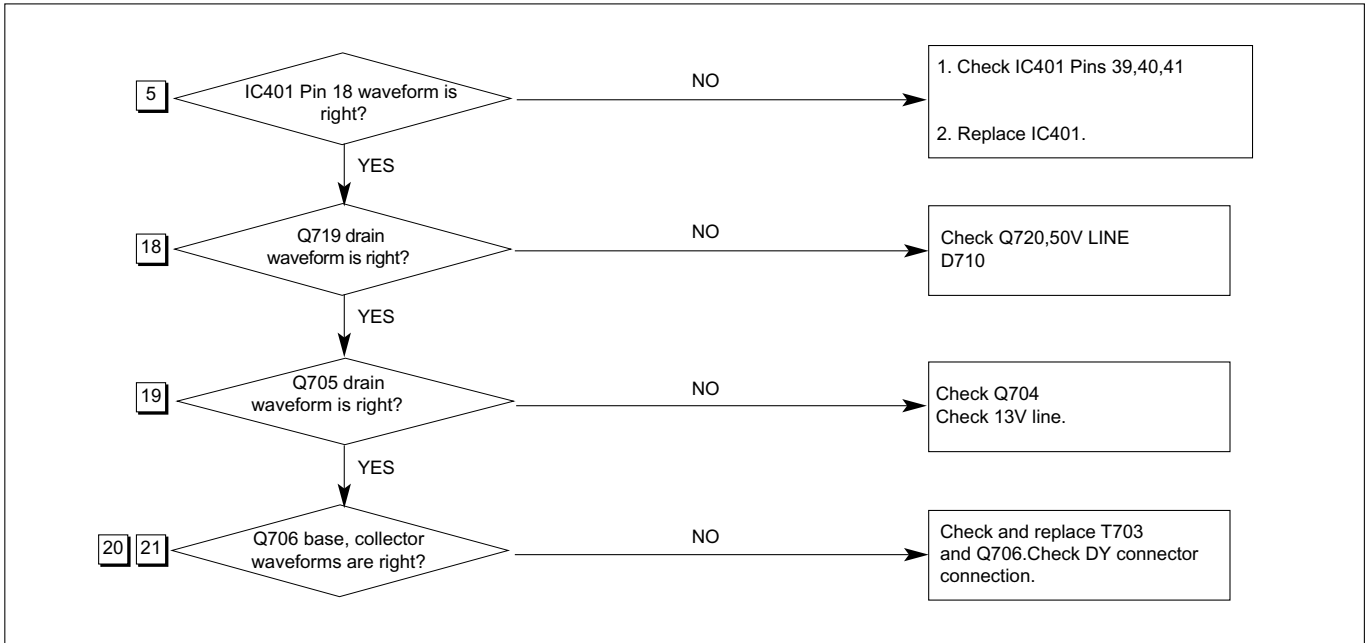 5
IC401 Pin 18 waveform is
right?
NO
1. Check IC401 Pins 39,40,41
2. Replace IC401.
YES
18
Q719 drain
waveform is right?
NO
Check Q720,50V LINE
D710
YES
19
Q705 drain
waveform is right?
NO
Check Q704
Check 13V line.
YES
20 21
Q706 base, collector
waveforms are right?
NO
Check and replace T703
and Q706.Check DY connector
connection.